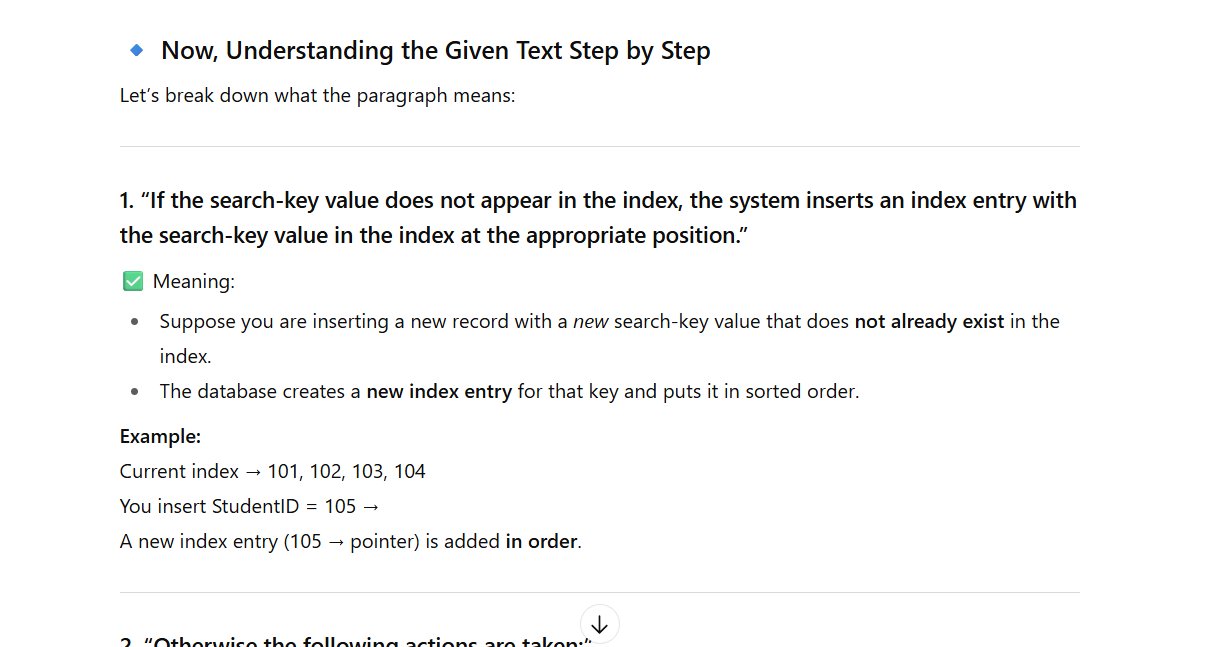 Now, Understanding the Given Text Step by Step
Let’s break down what the paragraph means:
1. “If the search-key value does not appear in the index, the system inserts an index entry with
the search-key value in the index at the appropriate position.”
Meaning:
Suppose you are inserting a new record with a new search-key value that does not already exist in the
index.
The database creates a new index entry for that key and puts it in sorted order.
Example:
Current index → 101, 102, 103, 104
You insert StudentID = 105 →
A new index entry (105 → pointer) is added in order.
2. “Otherwise the following actions are taken:”